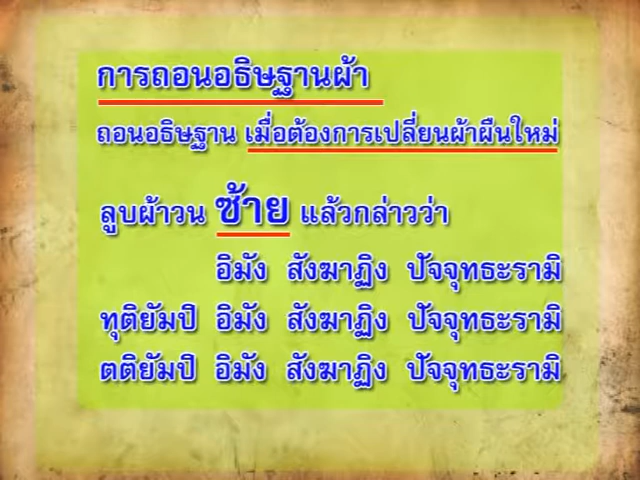 การถอนอธิษฐานผ้า
ถอนอธิษฐาน เมื่อต้องการเปลี่ยนผ้าผืนใหม่
ลูบผ้าวน ซ้าย แล้วกล่าวว่า
อิมัง สังฆาฏิง ปัจจุทธะรามิ
ทุติยัมปิ อิมัง สังฆาฏิง ปัจจุทธะรามิ
ตติยัมปิ อิมัง สังฆาฏิง ปัจจุทธะรามิ